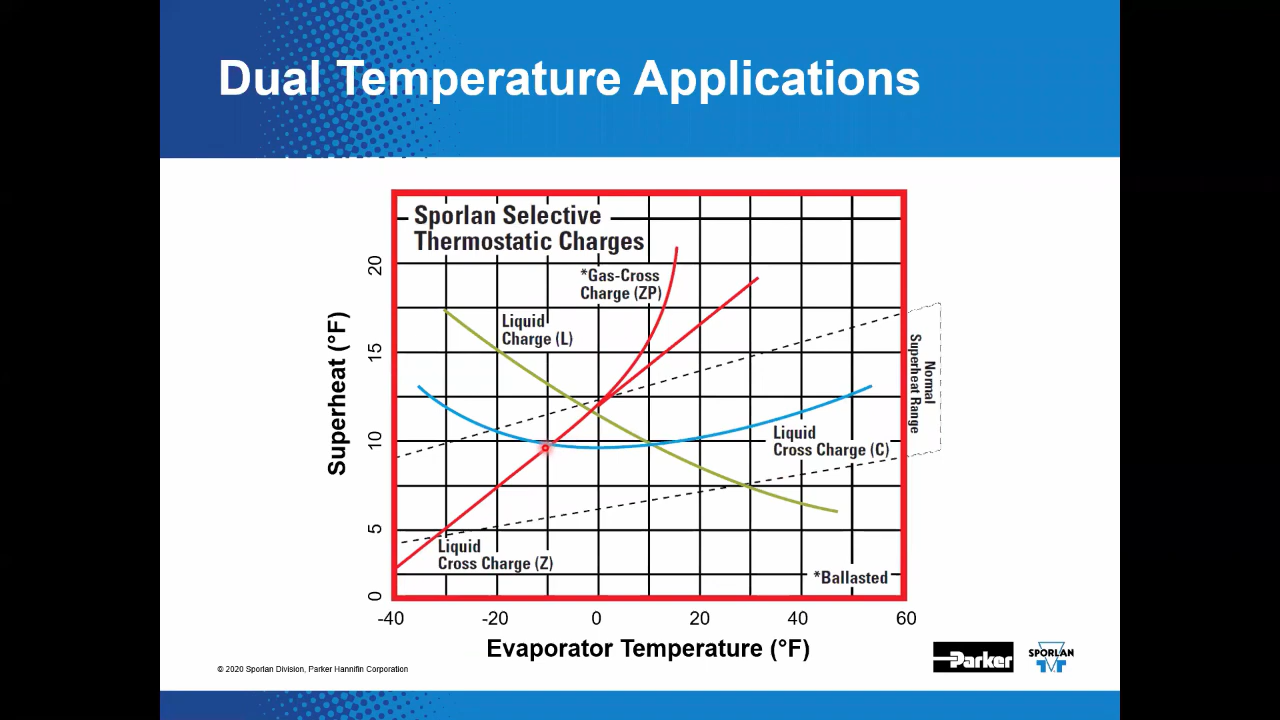 Dual Temperature Applications
Sporlan Selective
Thermostatic Charges
*Gas-Cross
Charge (ZP)
Liquid
Charge (L)
Normal
Superheat Range
Liquid
Cross Charge (C)
Liquid
Cross Charge (Z)
*Ballasted
Superheat (°F)
20
15
10
5
0
-40
-20
0
20
40
60
Evaporator Temperature (°F)
© 2020 Sporlan Division, Parker Hannifin Corporation
Parker
SPORLAN